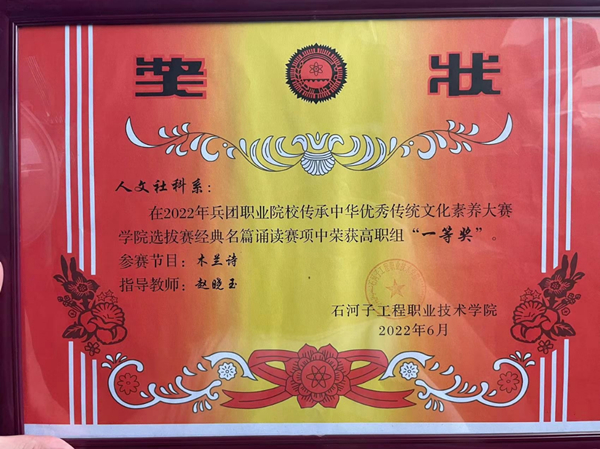 奖 状
人文社科系：
在2022年兵团职业院校传承中华优秀传统文化素养大赛
学院选拔赛经典名篇诵读赛项中荣获高职组“一等奖”。
参赛节目：木兰诗
指导教师：赵晓玉
石河子工程职业技术学院
2022年6月